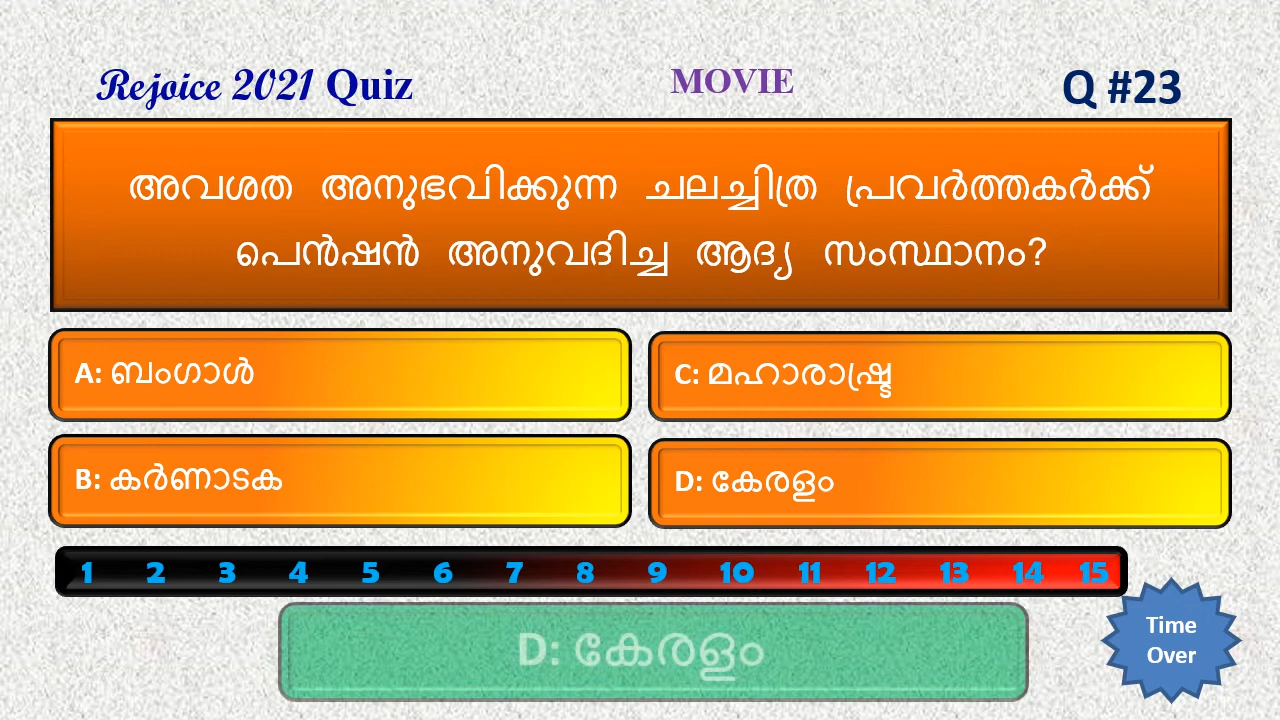 Rejoice 2021 Quiz
MOVIE
Q #23
അവശത അനുഭവിക്കുന്ന ചലച്ചിത്ര പ്രവർത്തകർക്ക്
പെൻഷൻ അനുവദിച്ച ആദ്യ സംസ്ഥാനം?
A: ബംഗാൾ
C: മഹാരാഷ്ട്ര
B: കർണാടക
D: കേരളം
1 2 3 4 5 6 7 8 9 10 11 12 13 14 15
D: കേരളം
Time
Over